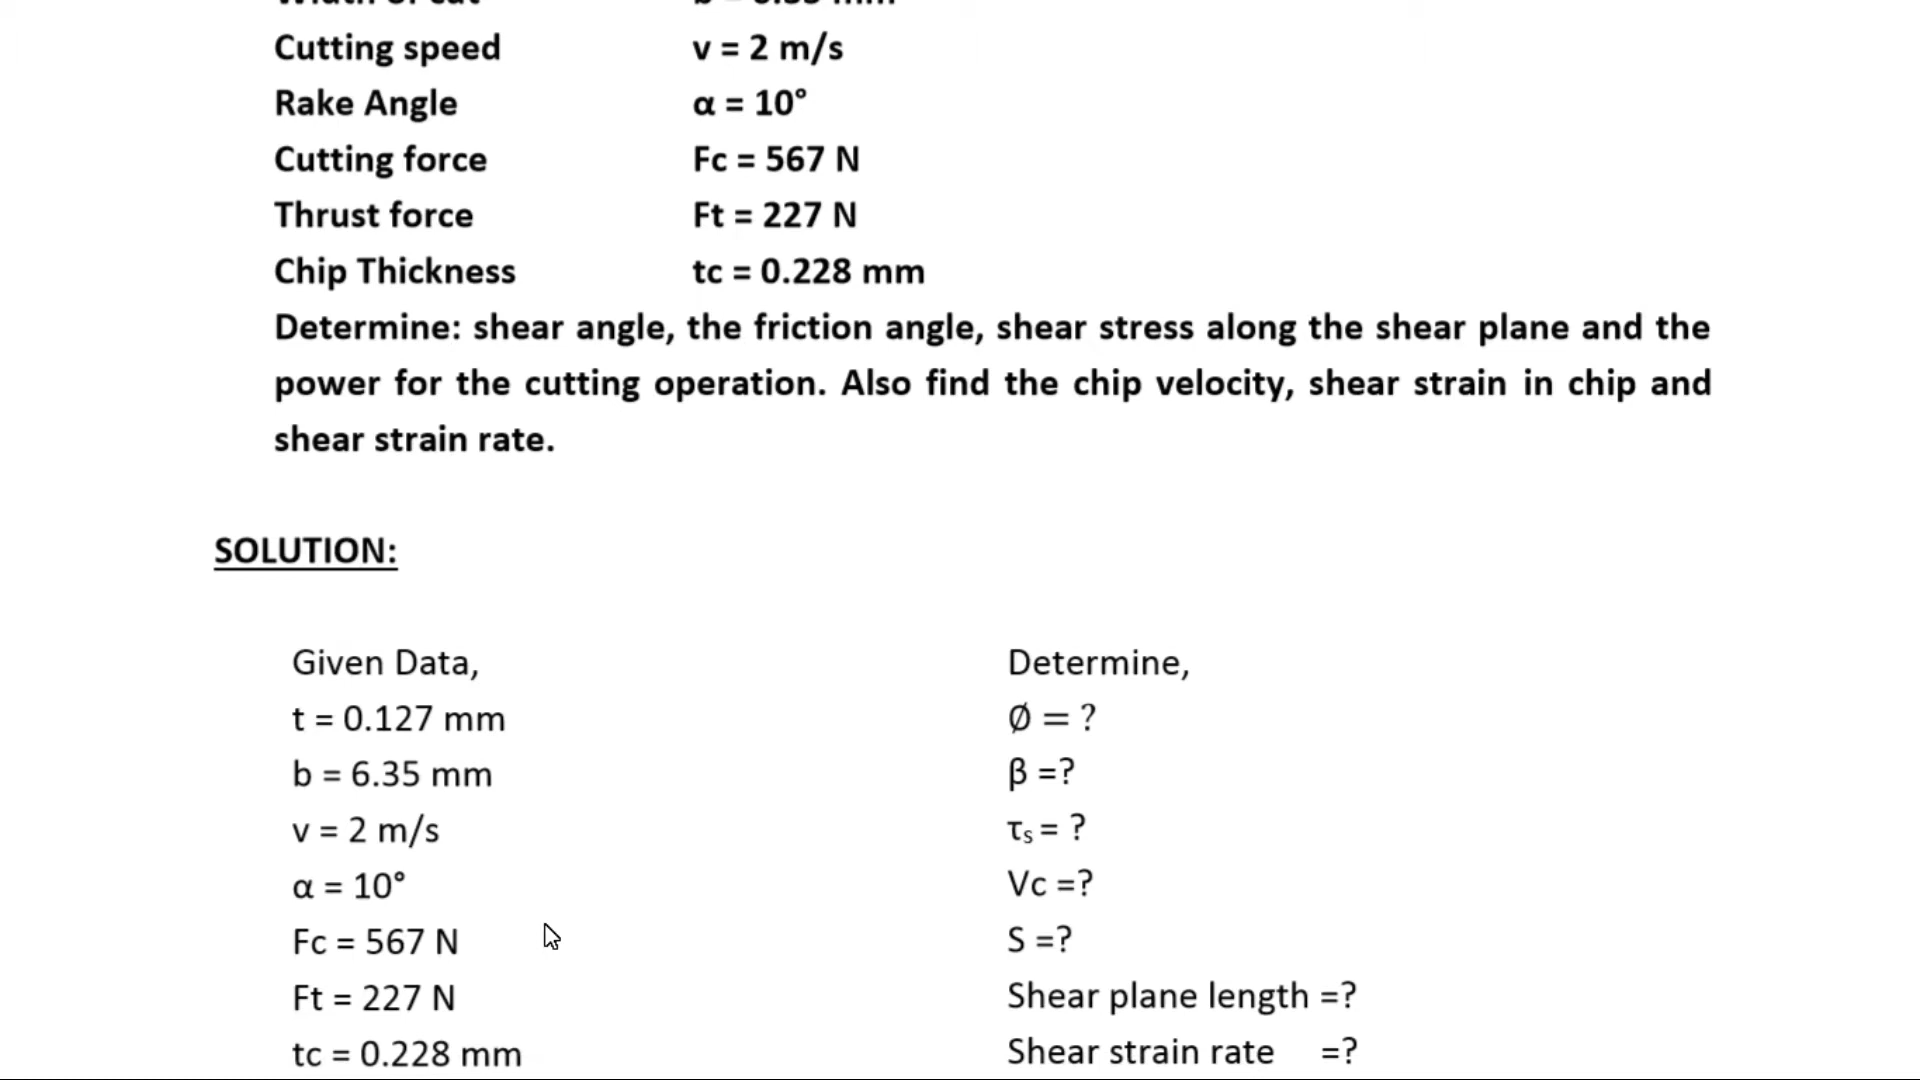 Cutting speed v = 2 m/s
Rake Angle α = 10°
Cutting force Fc = 567 N
Thrust force Ft = 227 N
Chip Thickness tc = 0.228 mm
Determine: shear angle, the friction angle, shear stress along the shear plane and the
power for the cutting operation. Also find the chip velocity, shear strain in chip and
shear strain rate.
SOLUTION:
Given Data,
t = 0.127 mm
b = 6.35 mm
v = 2 m/s
α = 10°
Fc = 567 N
Ft = 227 N
tc = 0.228 mm
Determine,
Ø = ?
β =?
τs = ?
Vc =?
S =?
Shear plane length =?
Shear strain rate =?